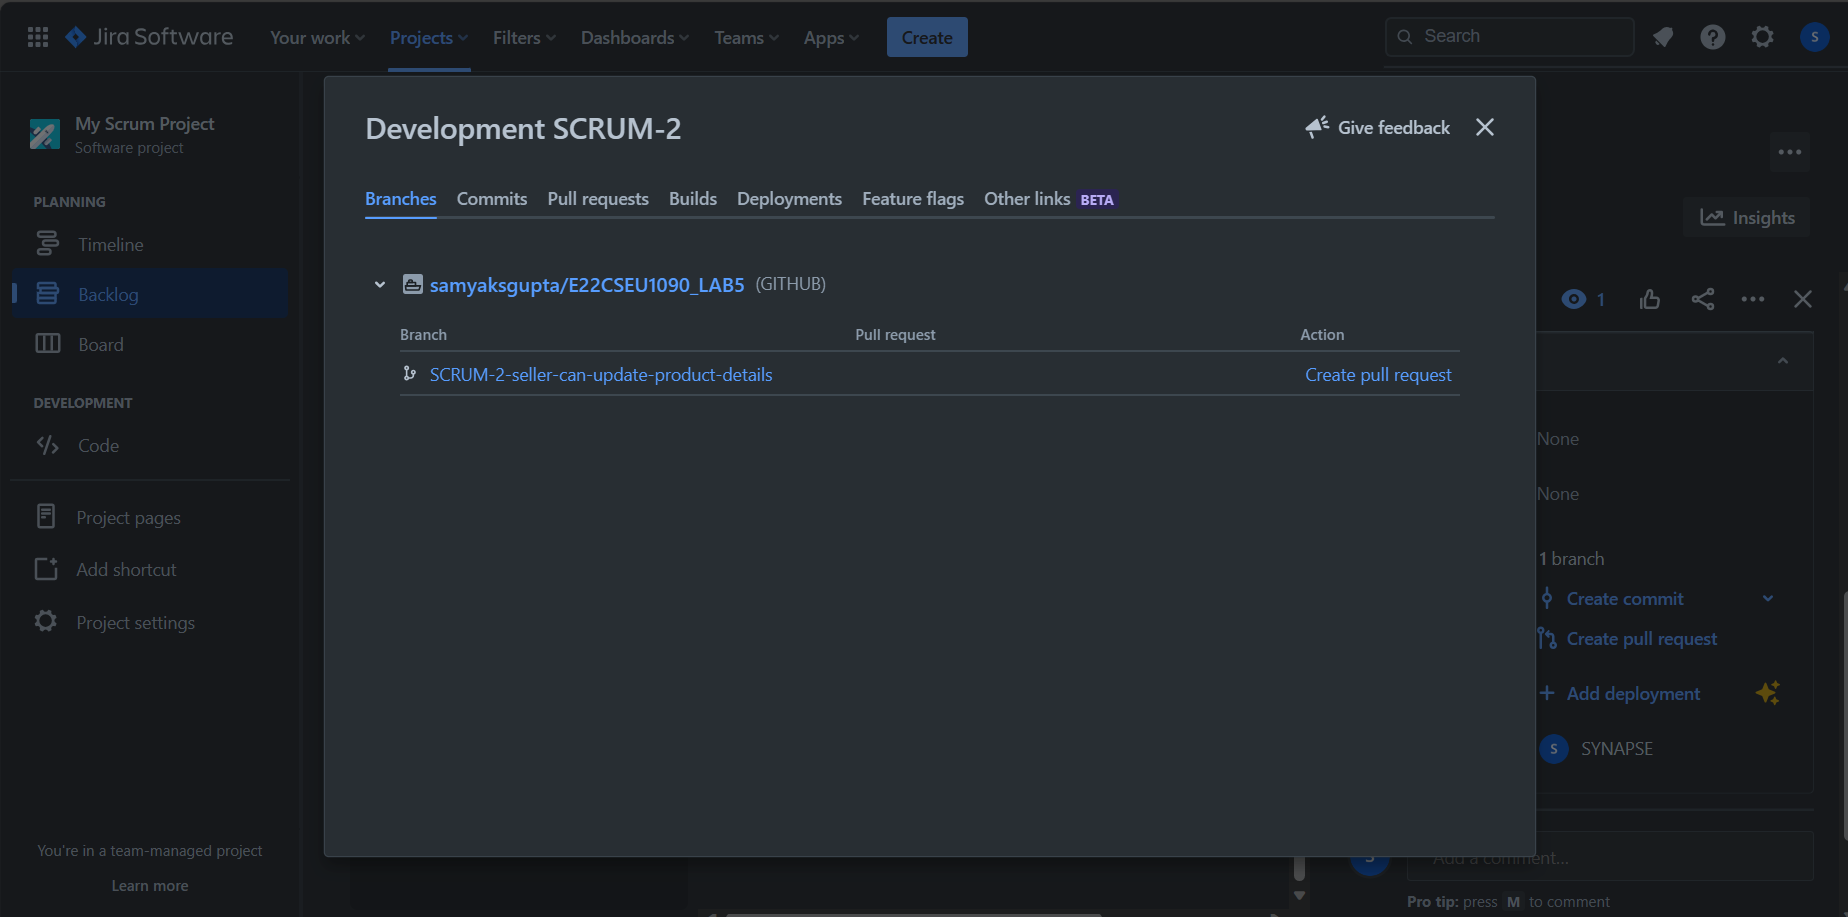 Jira Software Your work Projects Filters Dashboards Teams Apps Create Search S
My Scrum Project
Software project
PLANNING
Timeline
Backlog
Board
DEVELOPMENT
Code
Project pages
Add shortcut
Project settings
You're in a team-managed project
Learn more
Development SCRUM-2 Give feedback
Branches Commits Pull requests Builds Deployments Feature flags Other links BETA
samyaksgupta/E22CSEU1090_LAB5 (GITHUB)
Branch Pull request Action
SCRUM-2-seller-can-update-product-details Create pull request
Insights
1
None
None
1 branch
Create commit
Create pull request
Add deployment
S SYNAPSE
S Add a comment...
Pro tip: press M to comment